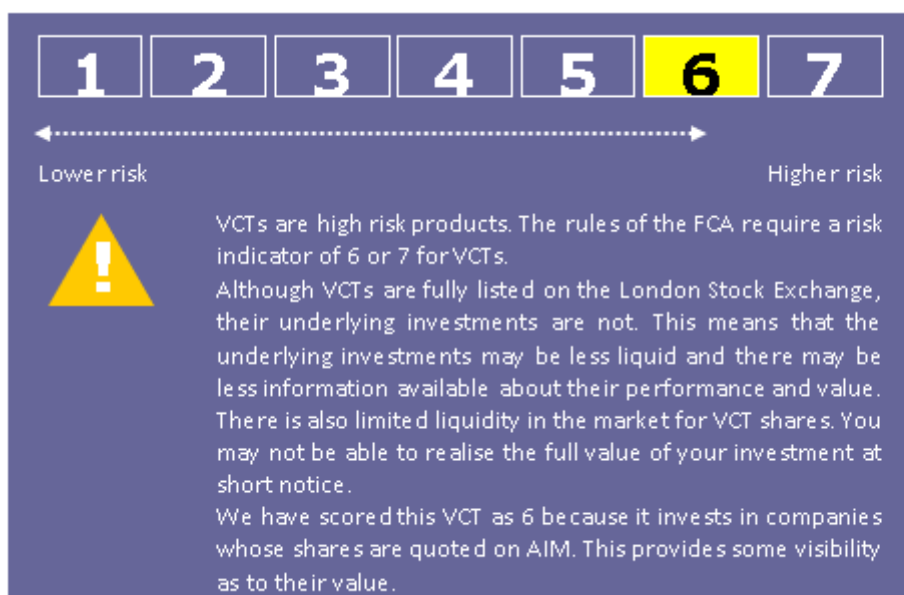 1 2 3 4 5 6 7
Lower risk Higher risk
!
VCTs are high risk products. The rules of the FCA require a risk
indicator of 6 or 7 for VCTs.
Although VCTs are fully listed on the London Stock Exchange,
their underlying investments are not. This means that the
underlying investments may be less liquid and there may be
less information available about their performance and value.
There is also limited liquidity in the market for VCT shares. You
may not be able to realise the full value of your investment at
short notice.
We have scored this VCT as 6 because it invests in companies
whose shares are quoted on AIM. This provides some visibility
as to their value.